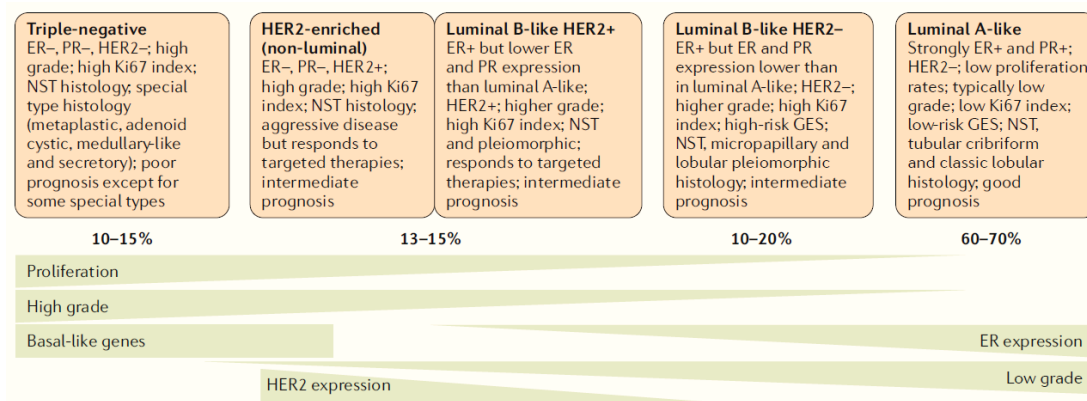 Triple-negative
ER–, PR–, HER2–; high
grade; high Ki67 index;
NST histology; special
type histology
(metaplastic, adenoid
cystic, medullary-like
and secretory); poor
prognosis except for
some special types
HER2-enriched
(non-luminal)
ER–, PR–, HER2+;
high grade; high Ki67
index; NST histology;
aggressive disease
but responds to
targeted therapies;
intermediate
prognosis
Luminal B-like HER2+
ER+ but lower ER
and PR expression
than luminal A-like;
HER2+; higher grade;
high Ki67 index; NST
and pleiomorphic;
responds to targeted
therapies; intermediate
prognosis
Luminal B-like HER2–
ER+ but ER and PR
expression lower than
in luminal A-like; HER2–;
higher grade; high Ki67
index; high-risk GES;
NST, micropapillary and
lobular pleiomorphic
histology; intermediate
prognosis
Luminal A-like
Strongly ER+ and PR+;
HER2–; low proliferation
rates; typically low
grade; low Ki67 index;
low-risk GES; NST,
tubular cribriform
and classic lobular
histology; good
prognosis
10–15%
13–15%
10–20%
60–70%
Proliferation
High grade
Basal-like genes
ER expression
HER2 expression
Low grade